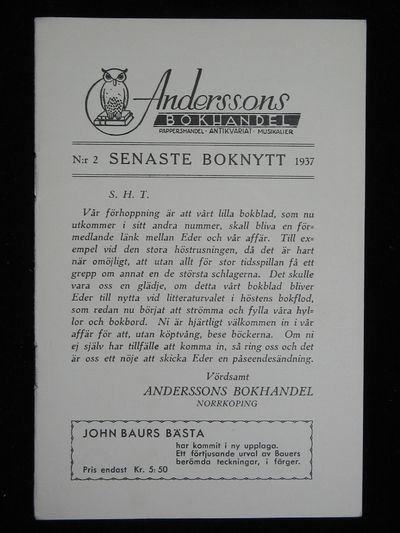 Anderssons
BOKHANDEL
PAPPERSHANDEL · ANTIKVARIAT · MUSIKALIER
N:r 2 SENASTE BOKNYTT 1937
S. H. T.
Vår förhoppning är att vårt lilla bokblad, som nu
utkommer i sitt andra nummer, skall bliva en för=
medlande länk mellan Eder och vår affär. Till ex=
empel vid den stora höstrusningen, då det är hart
när omöjligt, att utan allt för stor tidsspillan få ett
grepp om annat en de största schlagerna. Det skulle
vara oss en glädje, om detta vårt bokblad bliver
Eder till nytta vid litteraturvalet i höstens bokflod,
som redan nu börjat att strömma och fylla våra hyl=
lor och bokbord. Ni är hjärtligt välkommen in i vår
affär för att, utan köptvång, bese böckerna. Om ni
ej själv har tillfälle att komma in, så ring oss och det
är oss ett nöje att skicka Eder en påseendesändning.
Vördsamt
ANDERSSONS BOKHANDEL
NORRKÖPING
JOHN BAURS BÄSTA
har kommit i ny upplaga.
Ett förtjusande urval av Bauers
berömda teckningar, i färger.
Pris endast Kr. 5:50